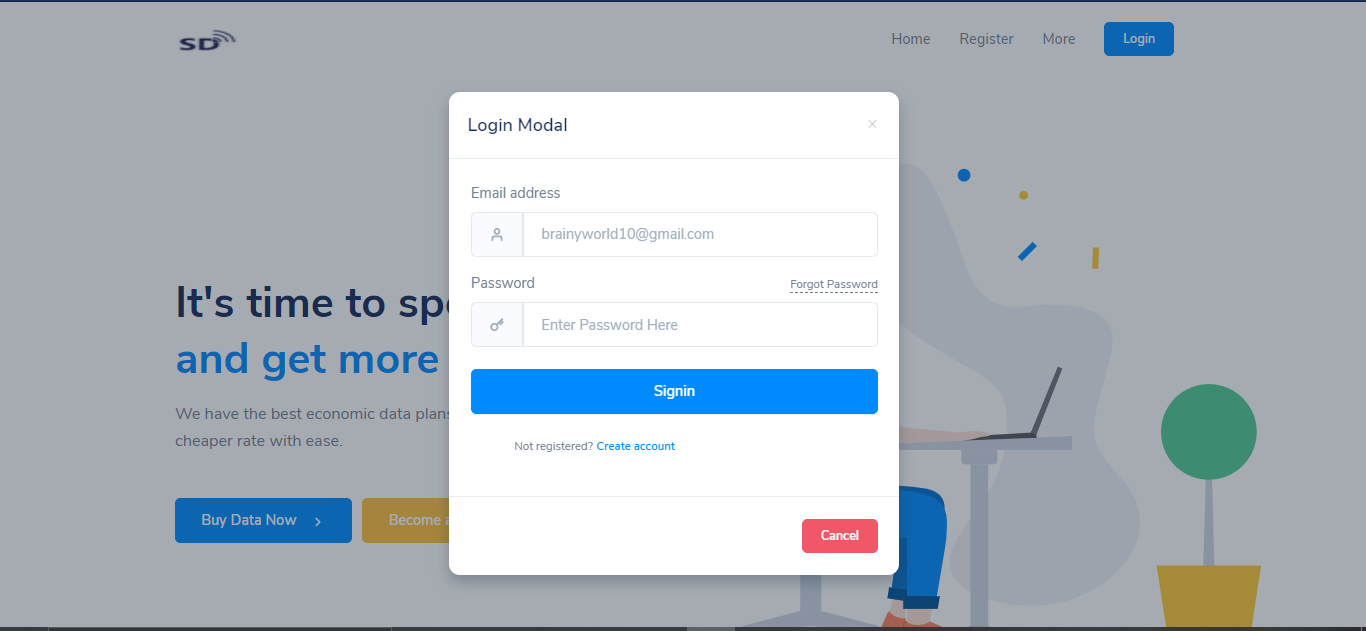 SD
Home Register More Login
Login Modal ×
Email address
brainyworld10@gmail.com
Password Forgot Password
Enter Password Here
Signin
Not registered? Create account
Cancel
It's time to spe
and get more
We have the best economic data plans
cheaper rate with ease.
Buy Data Now Become a